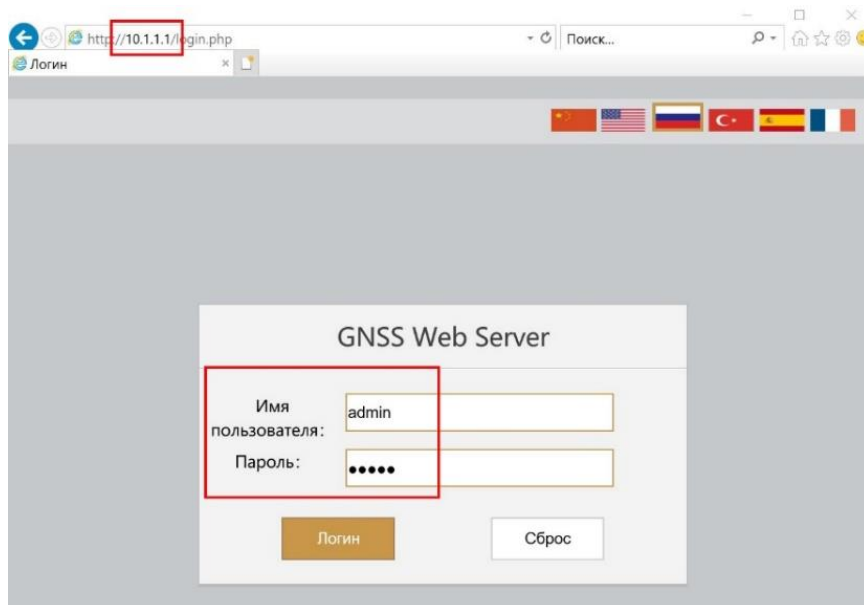 http://10.1.1.1/login.php
Поиск...
Логин
GNSS Web Server
Имя
пользователя:
admin
Пароль:
•••••
Логин
Сброс